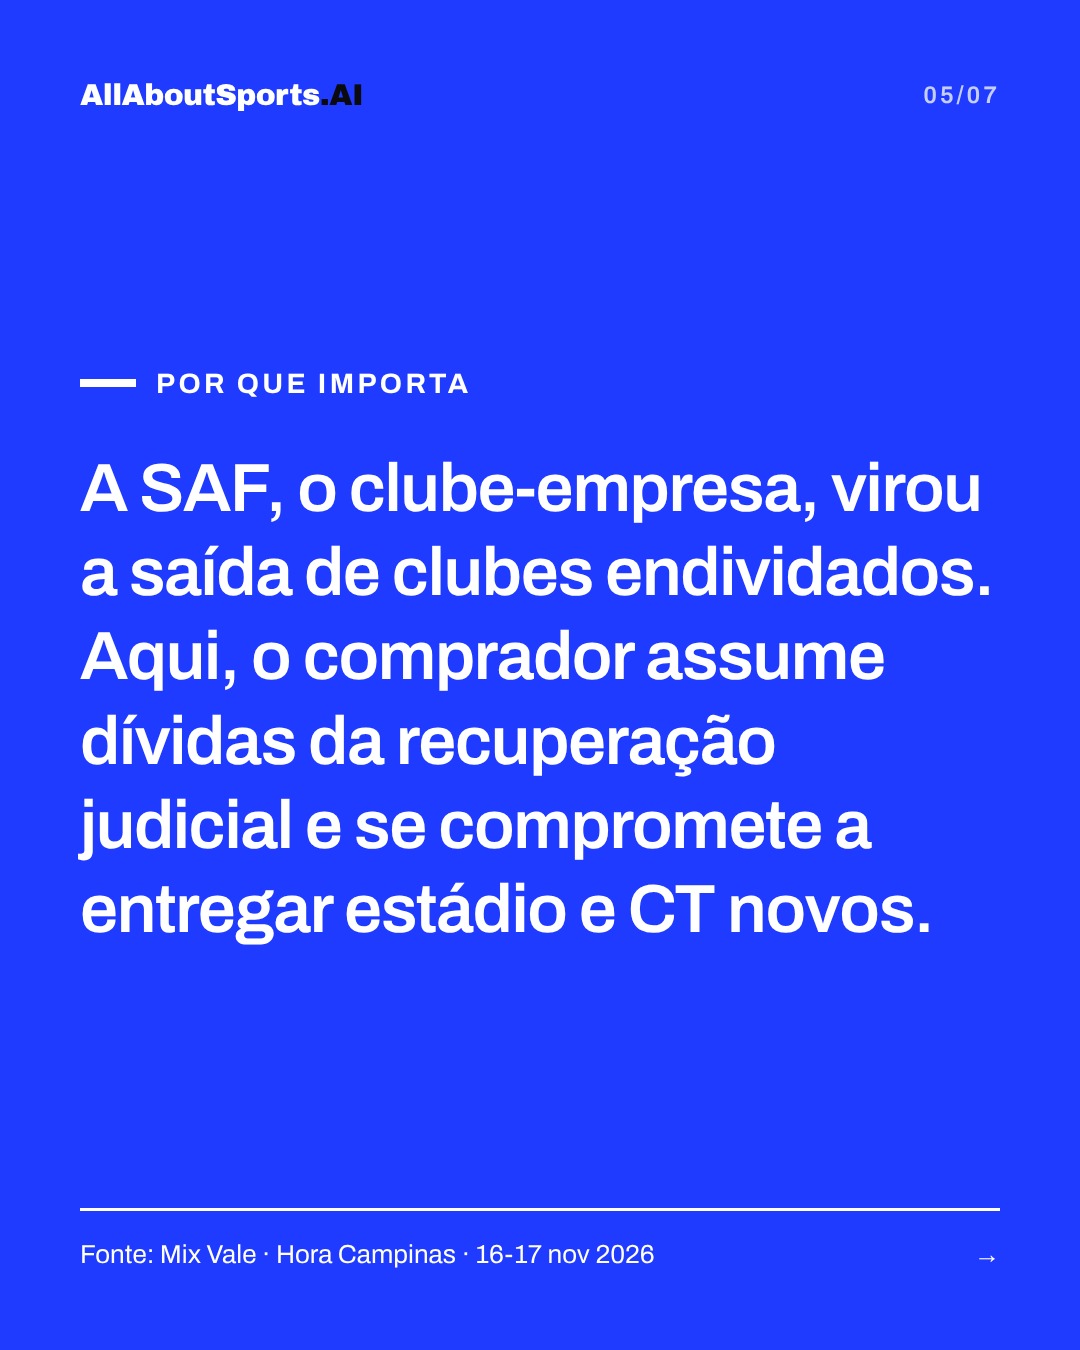 AllAboutSports.AI
05/07
POR QUE IMPORTA
A SAF, o clube-empresa, virou
a saída de clubes endividados.
Aqui, o comprador assume
dívidas da recuperação
judicial e se compromete a
entregar estádio e CT novos.
Fonte: Mix Vale · Hora Campinas · 16-17 nov 2026
→